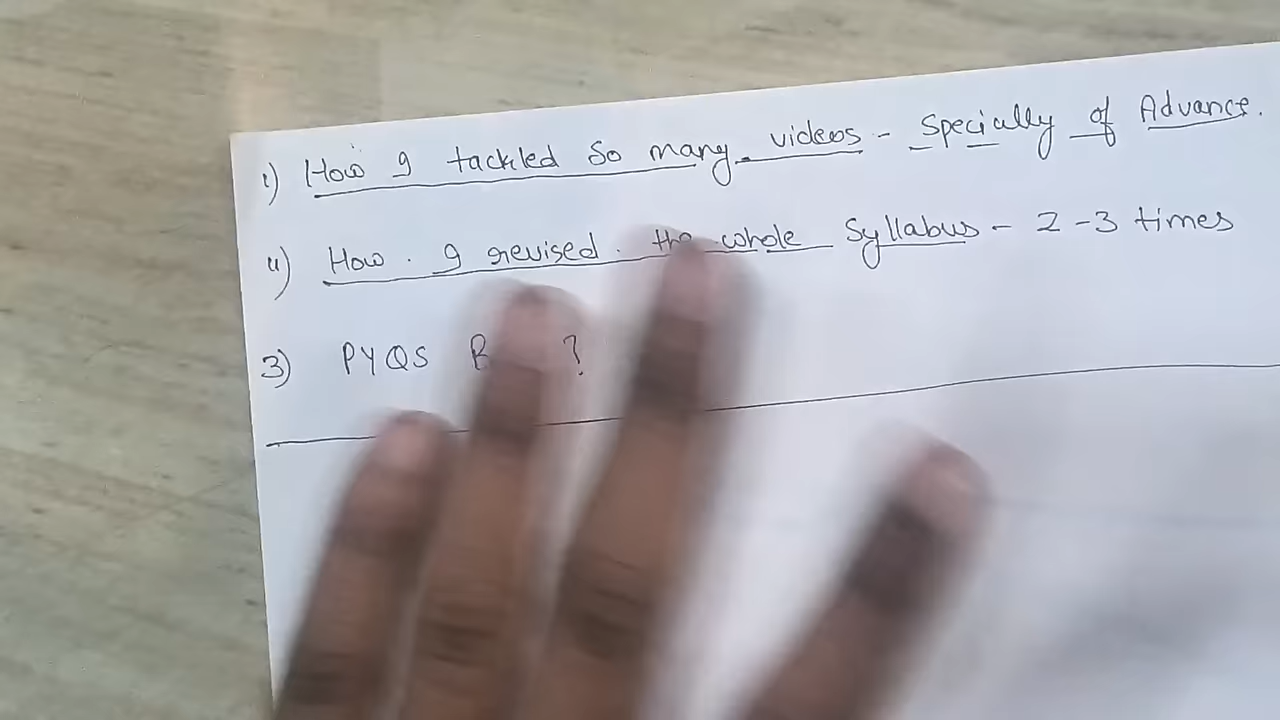 1) How I tackled So many videos - Specially of Advance.
4) How . I revised . the whole Syllabus - 2-3 times
3) PYQS ?